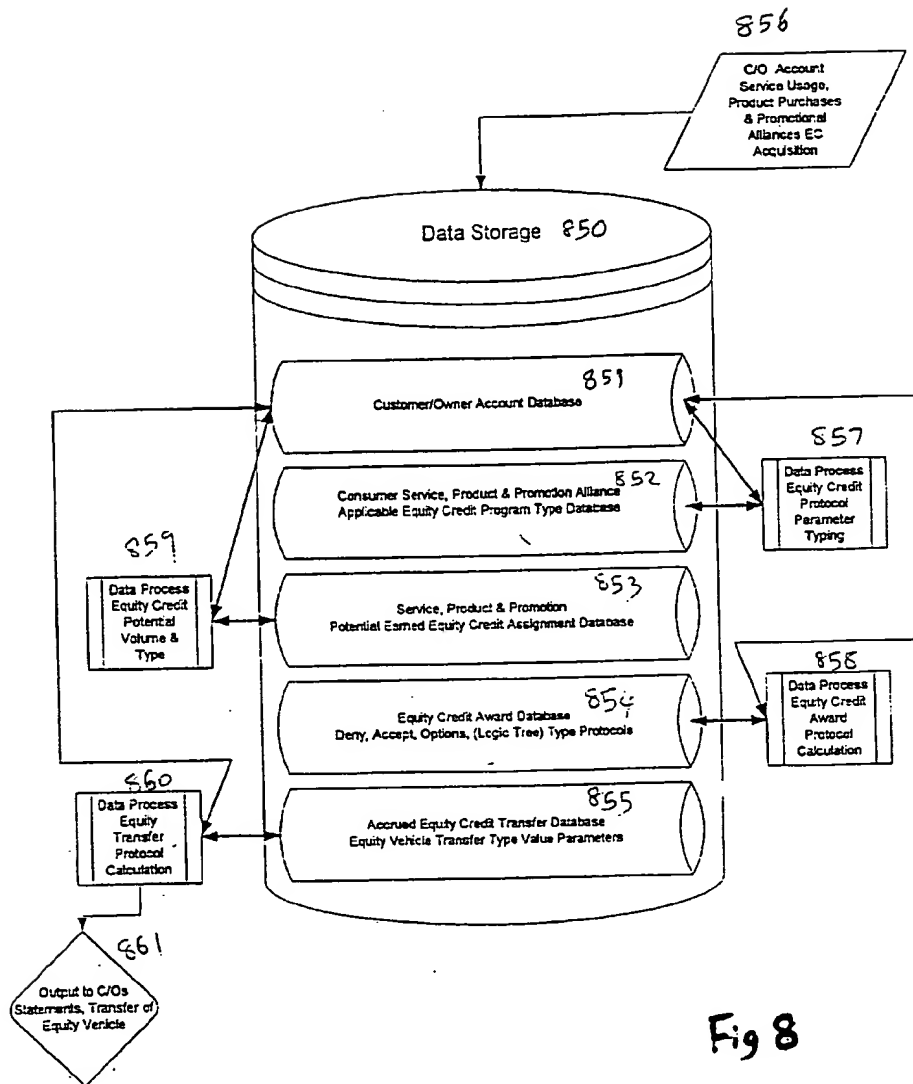 856
C/O Account
Service Usage,
Product Purchases
& Promotional
Alliances EC
Acquisition
Data Storage 850
851
Customer/Owner Account Database
857
Data Process
Equity Credit
Protocol
Parameter
Typing
852
Consumer Service, Product & Promotion Alliance
Applicable Equity Credit Program Type Database
859
Data Process
Equity Credit
Potential
Volume &
Type
853
Service, Product & Promotion
Potential Earned Equity Credit Assignment Database
858
Data Process
Equity Credit
Award
Protocol
Calculation
854
Equity Credit Award Database
Deny, Accept, Options, (Logic Tree) Type Protocols
860
Data Process
Equity
Transfer
Protocol
Calculation
855
Accrued Equity Credit Transfer Database
Equity Vehicle Transfer Type Value Parameters
861
Output to C/Os
Statements, Transfer of
Equity Vehicle
Fig 8